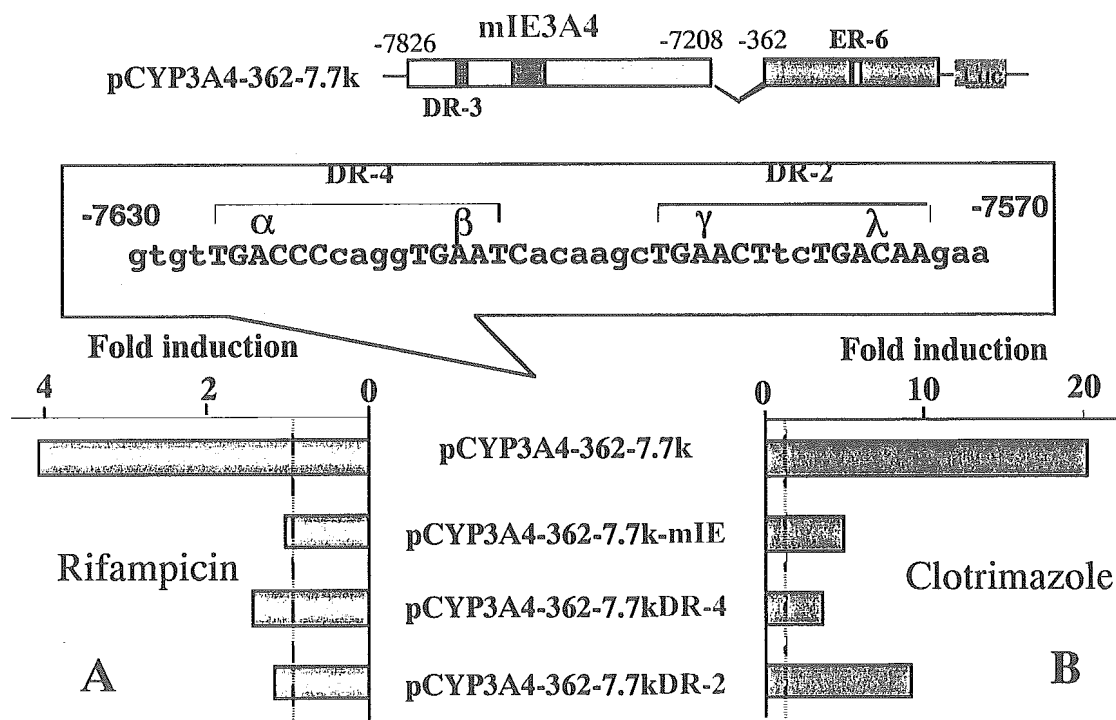 mIE3A4
-7826 -7208 -362 ER-6
pCYP3A4-362-7.7k Luc
DR-3
DR-4 DR-2
-7630 -7570
α β γ λ
gtgtTGACCCcaggTGAATCacaagcTGAACTtcTGACAAgaa
Fold induction Fold induction
4 2 0 0 10 20
pCYP3A4-362-7.7k
pCYP3A4-362-7.7k-mIE
Rifampicin Clotrimazole
pCYP3A4-362-7.7kDR-4
A B
pCYP3A4-362-7.7kDR-2